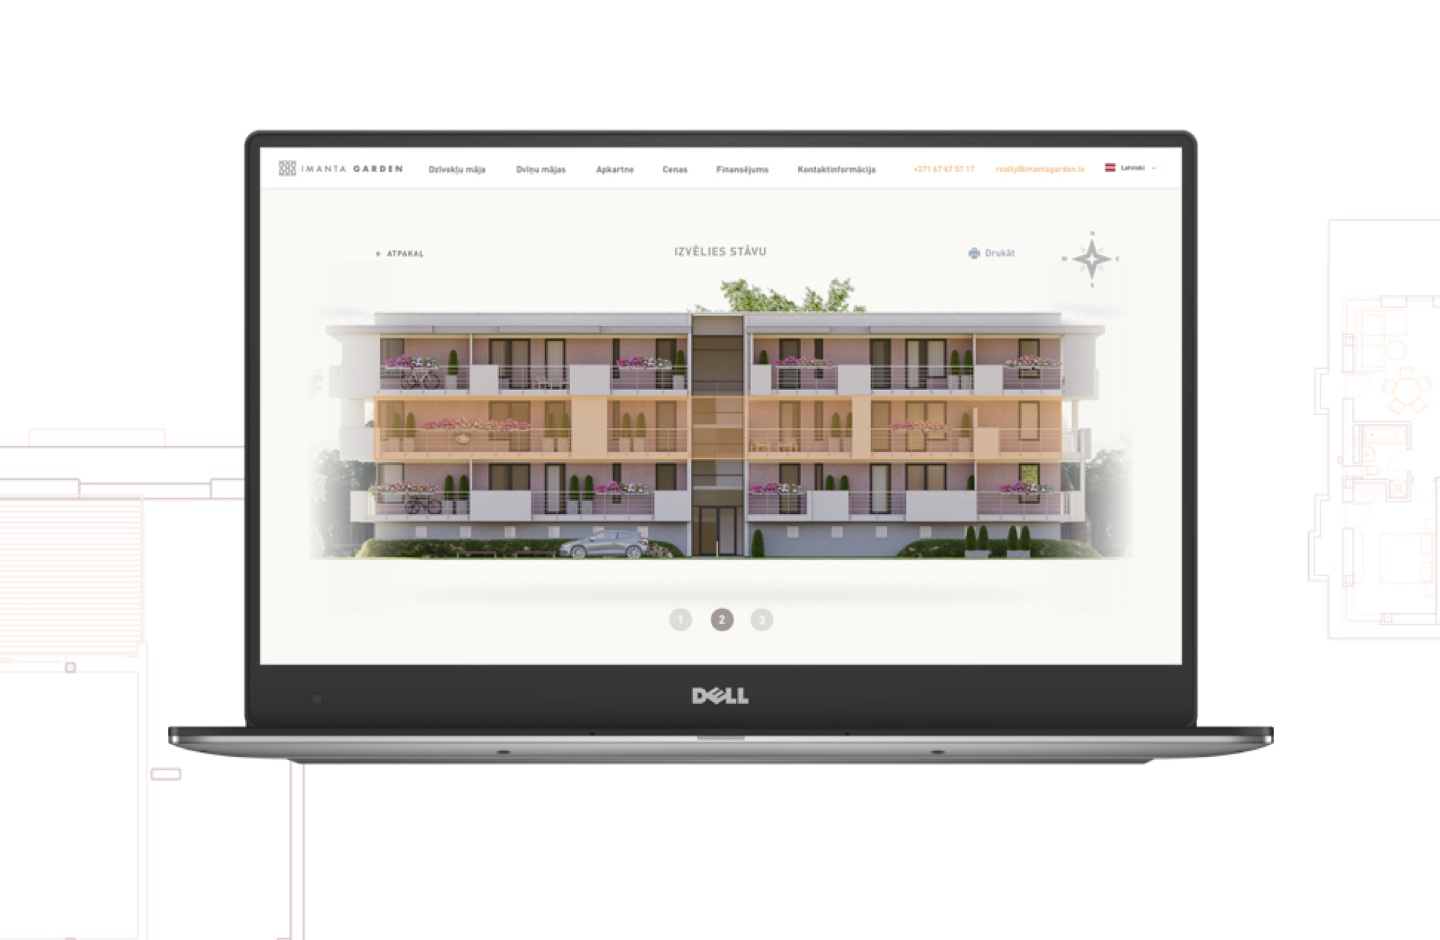 IMANTA GARDEN Dzīvokļu māja Dvīņu mājas Apkartne Cenas Finansējums Kontaktinformācija +371 67 67 57 17 realty@imantagarden.lv Latviski
← ATPAKAĻ IZVĒLIES STĀVU Drukāt
N
W E
S
1 2 3
DELL